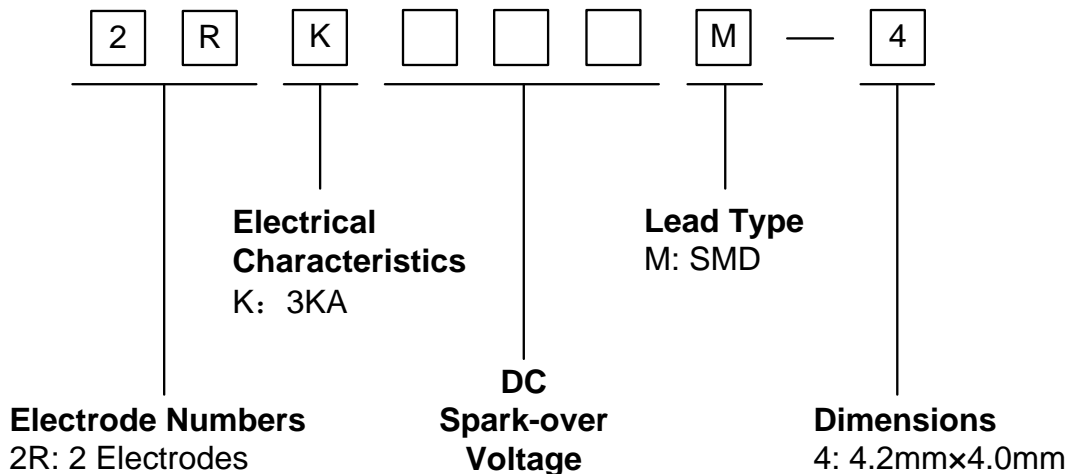 2 R K M — 4
Electrical
Characteristics
K：3KA
Lead Type
M: SMD
Electrode Numbers
2R: 2 Electrodes
DC
Spark-over
Voltage
Dimensions
4: 4.2mm×4.0mm